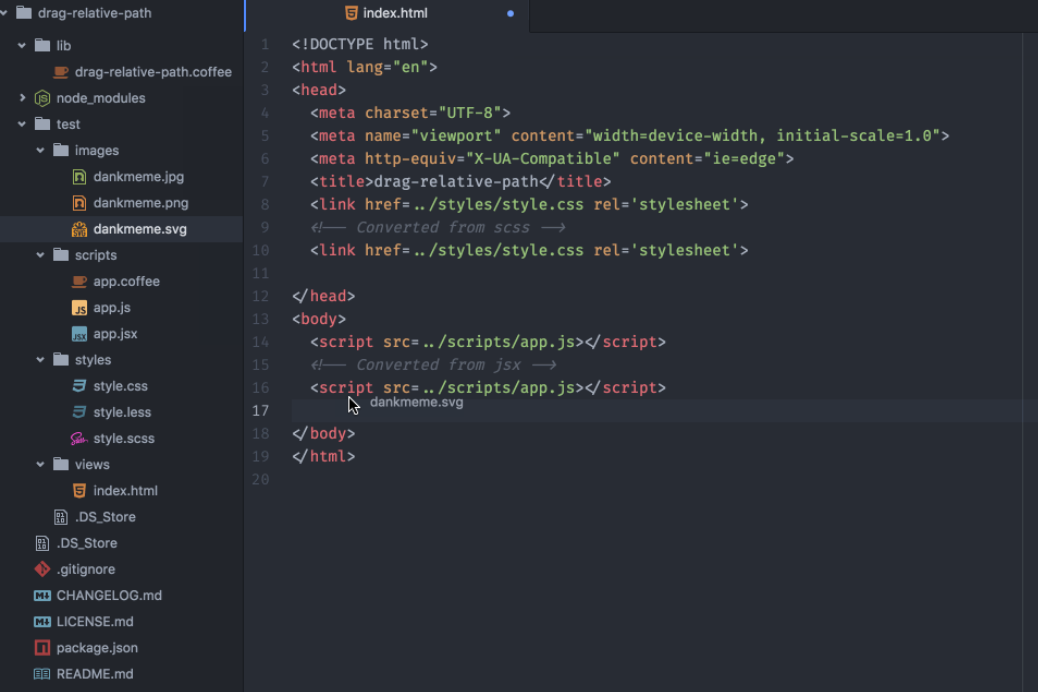 drag-relative-path
lib
drag-relative-path.coffee
node_modules
test
images
dankmeme.jpg
dankmeme.png
dankmeme.svg
scripts
app.coffee
app.js
app.jsx
styles
style.css
style.less
style.scss
views
index.html
.DS_Store
.DS_Store
.gitignore
CHANGELOG.md
LICENSE.md
package.json
README.md
index.html
1 <!DOCTYPE html>
2 <html lang="en">
3 <head>
4 <meta charset="UTF-8">
5 <meta name="viewport" content="width=device-width, initial-scale=1.0">
6 <meta http-equiv="X-UA-Compatible" content="ie=edge">
7 <title>drag-relative-path</title>
8 <link href=../styles/style.css rel='stylesheet'>
9 <!-- Converted from scss -->
10 <link href=../styles/style.css rel='stylesheet'>
11
12 </head>
13 <body>
14 <script src=../scripts/app.js></script>
15 <!-- Converted from jsx -->
16 <script src=../scripts/app.js></script>
dankmeme.svg
17
18 </body>
19 </html>
20